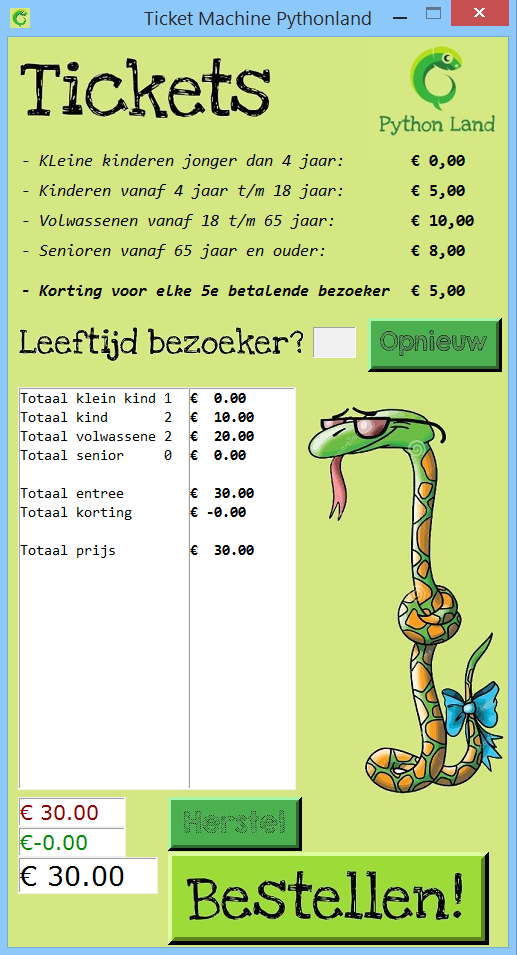 Ticket Machine Pythonland
Tickets
Python Land
- KLeine kinderen jonger dan 4 jaar: € 0,00
- Kinderen vanaf 4 jaar t/m 18 jaar: € 5,00
- Volwassenen vanaf 18 t/m 65 jaar: € 10,00
- Senioren vanaf 65 jaar en ouder: € 8,00
- Korting voor elke 5e betalende bezoeker € 5,00
Leeftijd bezoeker? Opnieuw
Totaal klein kind 1 € 0.00
Totaal kind 2 € 10.00
Totaal volwassene 2 € 20.00
Totaal senior 0 € 0.00
Totaal entree € 30.00
Totaal korting € -0.00
Totaal prijs € 30.00
€ 30.00
Herstel
€-0.00
€ 30.00
Bestellen!